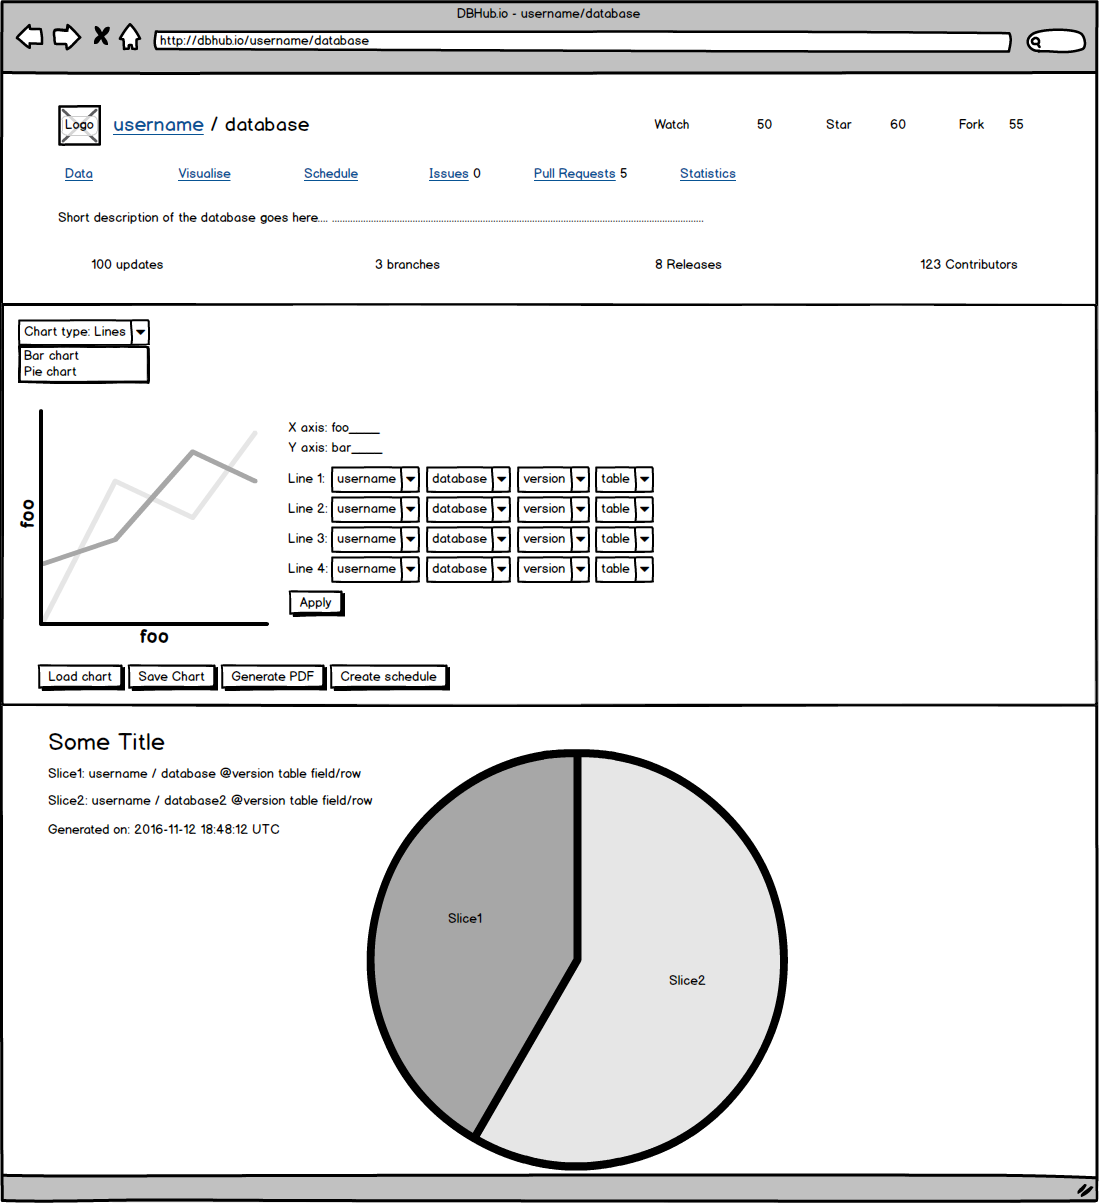 DBHub.io - username/database
http://dbhub.io/username/database
Logo username / database Watch 50 Star 60 Fork 55
Data Visualise Schedule Issues 0 Pull Requests 5 Statistics
Short description of the database goes here.... ................................................................................................................................
100 updates 3 branches 8 Releases 123 Contributors
Chart type: Lines
Bar chart
Pie chart
X axis: foo_____
Y axis: bar_____
Line 1: username database version table
Line 2: username database version table
Line 3: username database version table
Line 4: username database version table
Apply
foo
foo
Load chart Save Chart Generate PDF Create schedule
Some Title
Slice1: username / database @version table field/row
Slice2: username / database2 @version table field/row
Generated on: 2016-11-12 18:48:12 UTC
Slice1
Slice2